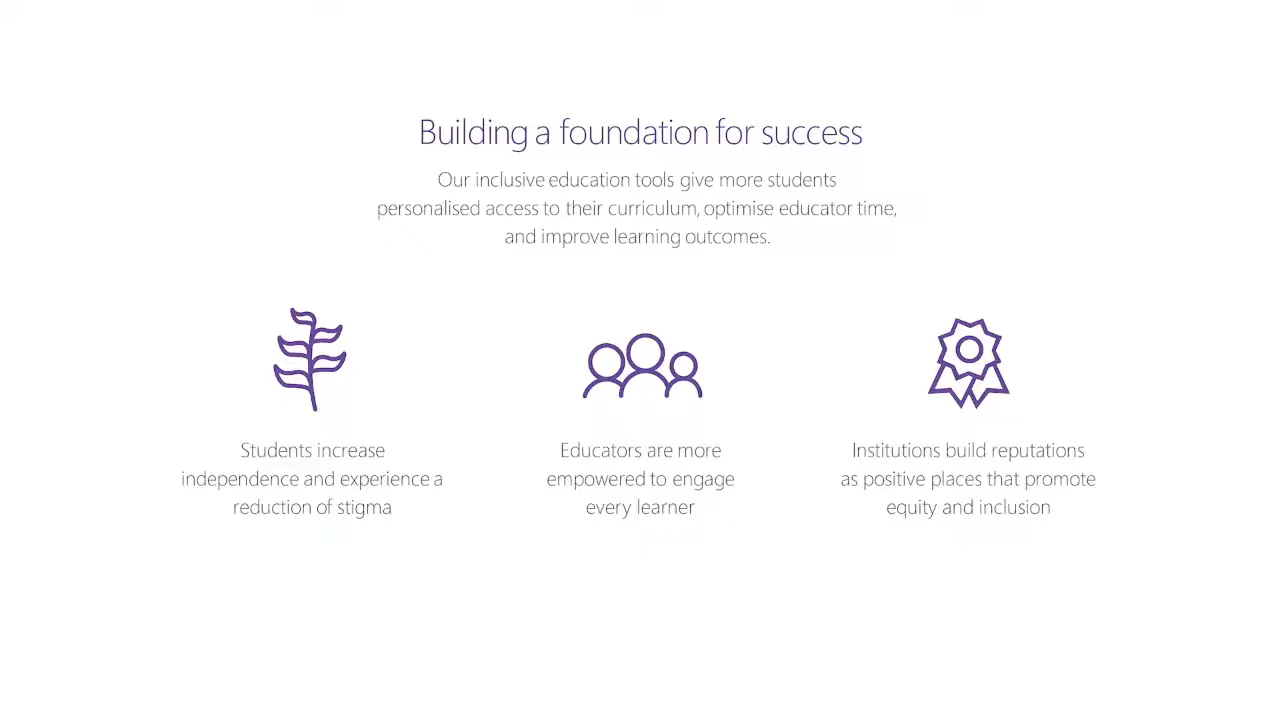 Building a foundation for success
Our inclusive education tools give more students
personalised access to their curriculum, optimise educator time,
and improve learning outcomes.
Students increase
independence and experience a
reduction of stigma
Educators are more
empowered to engage
every learner
Institutions build reputations
as positive places that promote
equity and inclusion